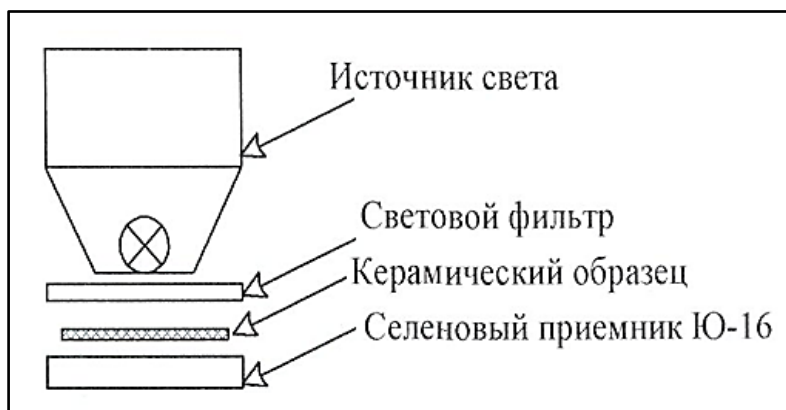 Источник света
Световой фильтр
Керамический образец
Селеновый приемник Ю-16